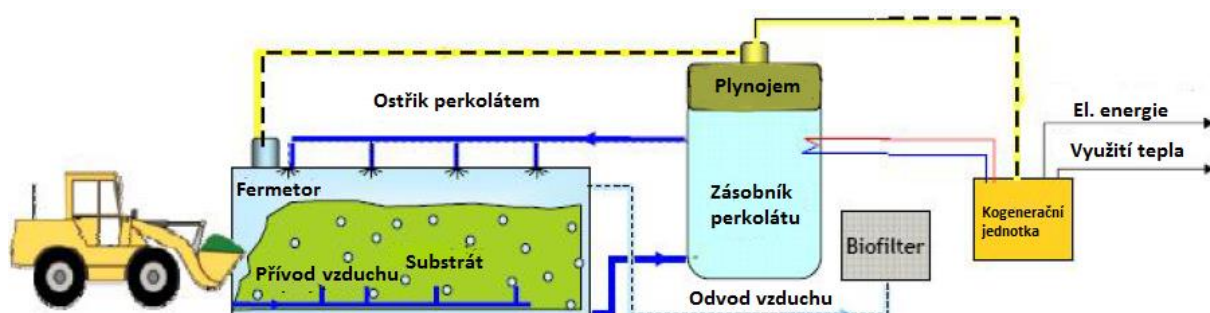 Plynojem
Ostřik perkolátem
El. energie
Využití tepla
Fermetor
Zásobník
perkolátu
Kogenerační
jednotka
Biofilter
Substrát
Přívod vzduchu
Odvod vzduchu